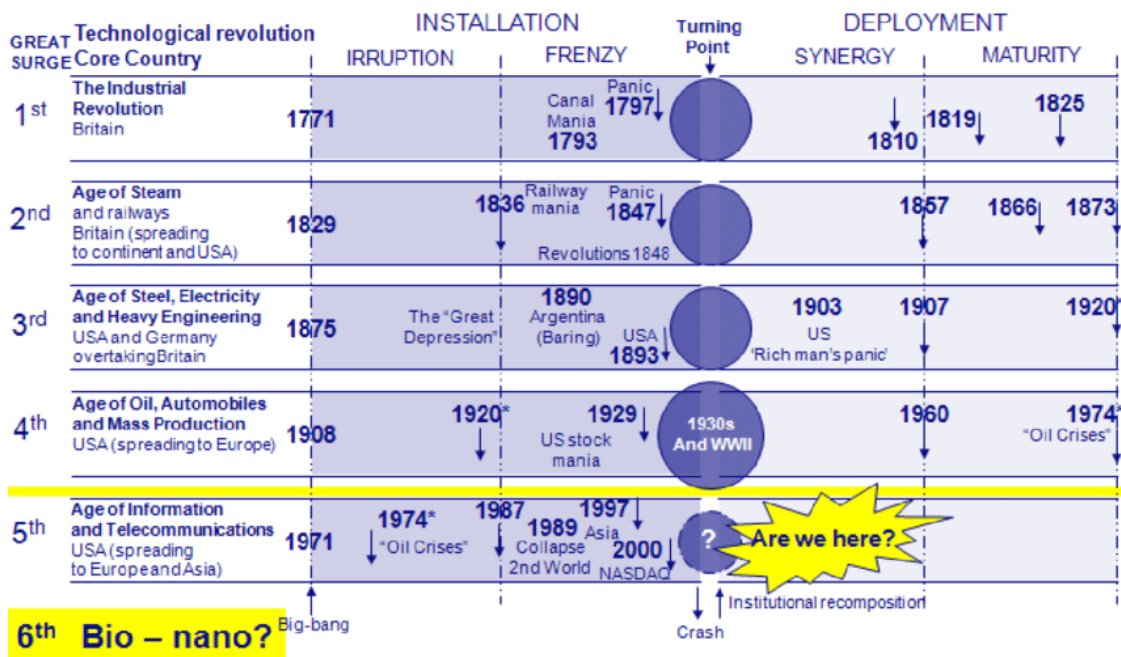 INSTALLATION
Turning Point
DEPLOYMENT
GREAT SURGE
Technological revolution
Core Country
IRRUPTION
FRENZY
SYNERGY
MATURITY
1st
The Industrial
Revolution
Britain
1771
Canal
Mania
1793
Panic
1797
1810
1819
1825
2nd
Age of Steam
and railways
Britain (spreading
to continent and USA)
1829
1836
Railway
mania
Panic
1847
Revolutions 1848
1857
1866
1873
3rd
Age of Steel, Electricity
and Heavy Engineering
USA and Germany
overtaking Britain
1875
The "Great
Depression"
1890
Argentina
(Baring)
USA
1893
1903
US
'Rich man's panic'
1907
1920*
4th
Age of Oil, Automobiles
and Mass Production
USA (spreading to Europe)
1908
1920*
1929
US stock
mania
1930s
And WWII
1960
1974*
"Oil Crises"
5th
Age of Information
and Telecommunications
USA (spreading
to Europe and Asia)
1971
1974*
"Oil Crises"
1987
1989
Collapse
2nd World
1997
Asia
2000
NASDAQ
?
Are we here?
Big-bang
Crash
Institutional recomposition
6th Bio – nano?